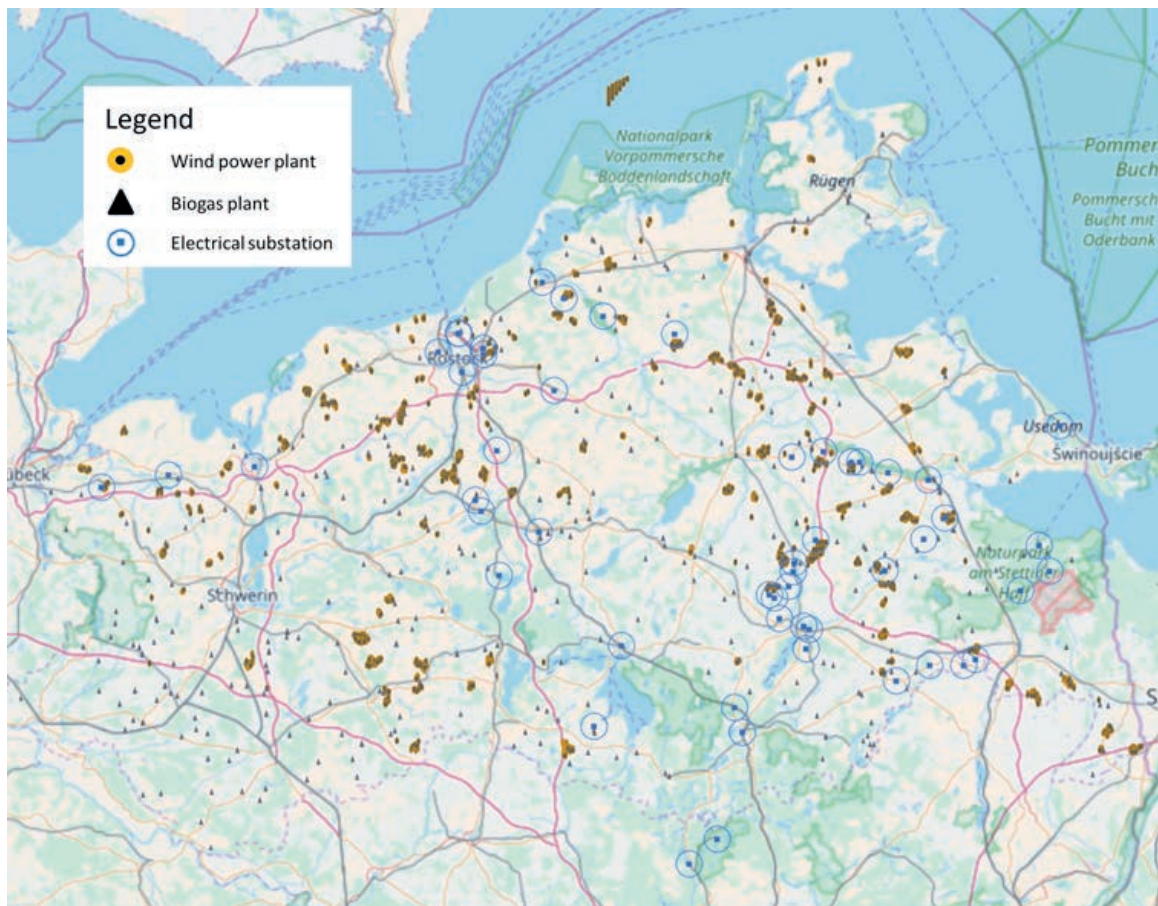 Legend
Wind power plant
Biogas plant
Electrical substation
Nationalpark
Vorpommersche
Boddenlandschaft
Rügen
Pommer
Buch
Pommersch
Bucht mit
Oderbank
Rostock
Usedom
Świnoujście
übeck
Naturpark
am Stettiner
Haff
Schwerin
S